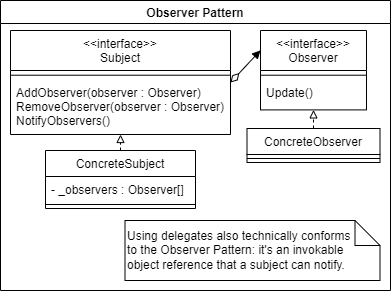 Observer Pattern
<<interface>>
Subject
AddObserver(observer : Observer)
RemoveObserver(observer : Observer)
NotifyObservers()
<<interface>>
Observer
Update()
ConcreteSubject
- _observers : Observer[]
ConcreteObserver
Using delegates also technically conforms
to the Observer Pattern: it's an invokable
object reference that a subject can notify.